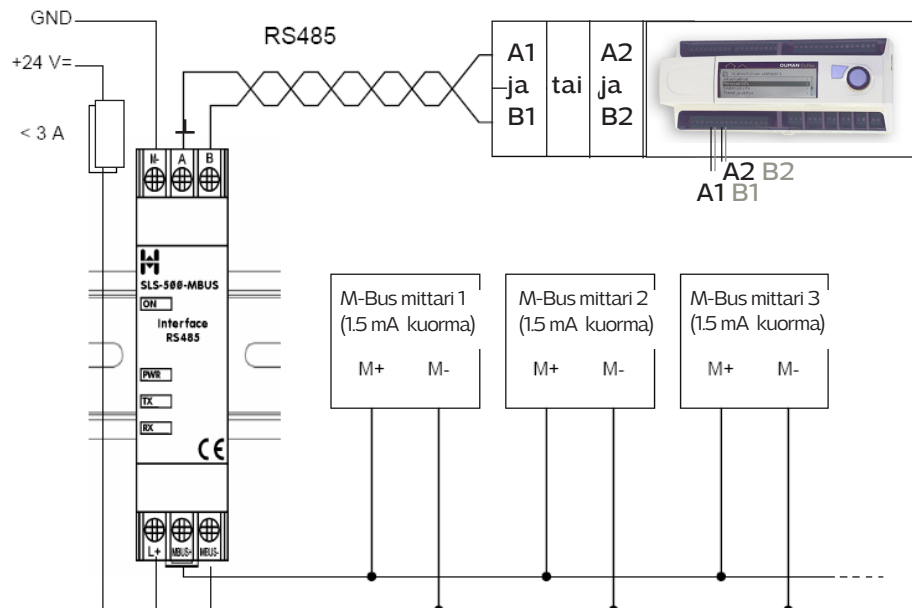 GND
RS485
+24 V=
< 3 A
A1 A2
ja tai ja
B1 B2
OUMAN
A2 B2
A1 B1
M- A B
SLS-500-MBUS
ON
Interface
RS485
PWR
TX
RX
CE
L+ MBUS+ MBUS-
M-Bus mittari 1
(1.5 mA kuorma)
M+ M-
M-Bus mittari 2
(1.5 mA kuorma)
M+ M-
M-Bus mittari 3
(1.5 mA kuorma)
M+ M-